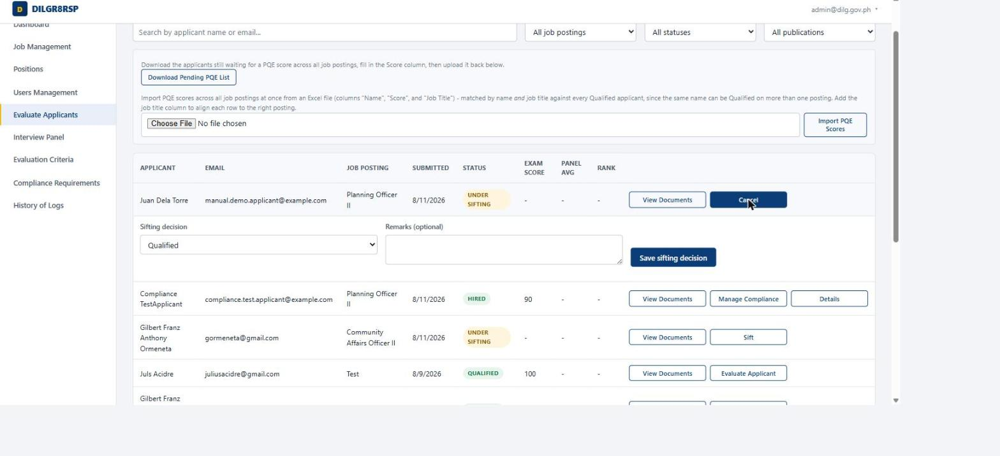 D DILGR8RSP
admin@dilg.gov.ph
Dashboard
Job Management
Positions
Users Management
Evaluate Applicants
Interview Panel
Evaluation Criteria
Compliance Requirements
History of Logs
Search by applicant name or email...
All job postings
All statuses
All publications
Download the applicants still waiting for a PQE score across all job postings, fill in the Score column, then upload it back below.
Download Pending PQE List
Import PQE scores across all job postings at once from an Excel file (columns "Name", "Score", and "Job Title") - matched by name and job title against every Qualified applicant, since the same name can be Qualified on more than one posting. Add the
job title column to align each row to the right posting.
Choose File No file chosen
Import PQE
Scores
APPLICANT
EMAIL
JOB POSTING
SUBMITTED
STATUS
EXAM
SCORE
PANEL
AVG
RANK
Juan Dela Torre
manual.demo.applicant@example.com
Planning Officer
II
8/11/2026
UNDER
SIFTING
-
-
-
View Documents
Cancel
Sifting decision
Qualified
Remarks (optional)
Save sifting decision
Compliance
TestApplicant
compliance.test.applicant@example.com
Planning Officer
II
8/11/2026
HIRED
90
-
-
View Documents
Manage Compliance
Details
Gilbert Franz
Anthony
Ormeneta
gormeneta@gmail.com
Community
Affairs Officer II
8/11/2026
UNDER
SIFTING
-
-
-
View Documents
Sift
Juls Acidre
juliusacidre@gmail.com
Test
8/9/2026
QUALIFIED
100
-
-
View Documents
Evaluate Applicant
Gilbert Franz